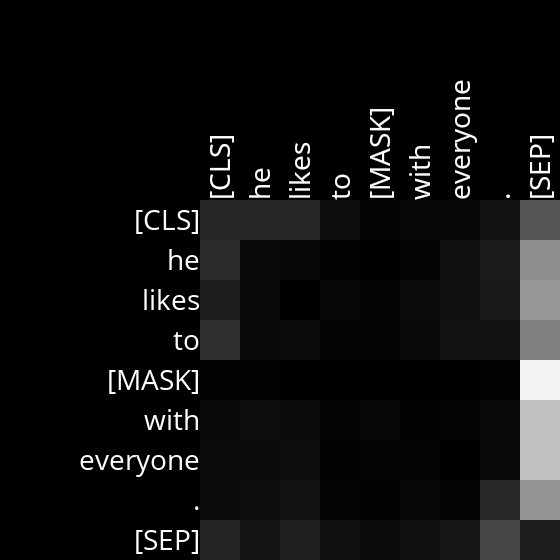 [CLS] he likes to [MASK] with everyone . [SEP]
[CLS]
he
likes
to
[MASK]
with
everyone
.
[SEP]